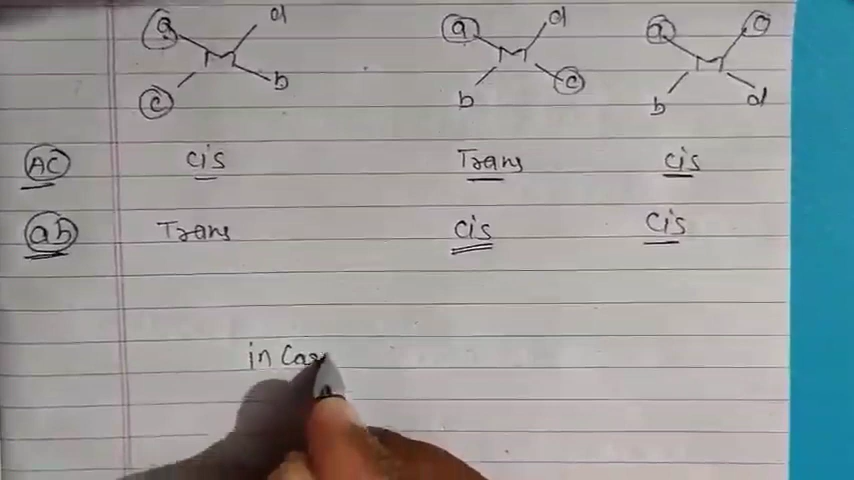 a d a d a c
M M M
c b b c b d
AC cis Trans cis
ab Trans cis cis
in Cas